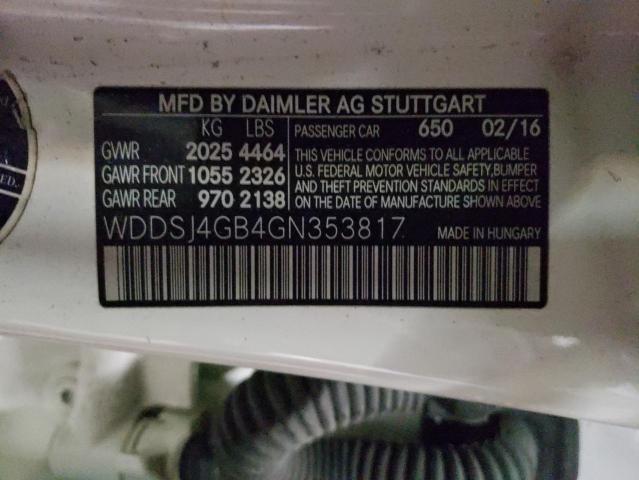 MFD BY DAIMLER AG STUTTGART
KG LBS PASSENGER CAR 650 02/16
GVWR 2025 4464 THIS VEHICLE CONFORMS TO ALL APPLICABLE
GAWR FRONT 1055 2326 U.S. FEDERAL MOTOR VEHICLE SAFETY, BUMPER
AND THEFT PREVENTION STANDARDS IN EFFECT
GAWR REAR 970 2138 ON THE DATE OF MANUFACTURE SHOWN ABOVE
WDDSJ4GB4GN353817 MADE IN HUNGARY